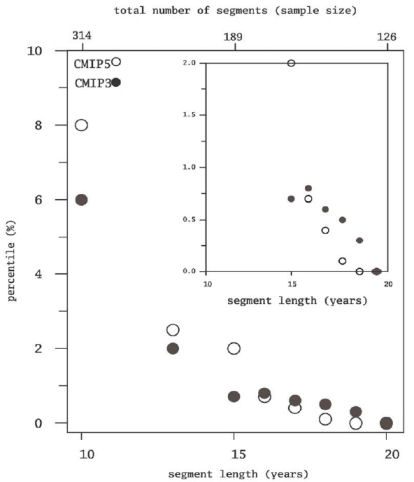 total number of segments (sample size)
314 189 126
10
CMIP5
CMIP3
8
6
4
2
0
percentile (%)
10 15 20
segment length (years)
2.0
1.5
1.0
0.5
0.0
10 15 20
segment length (years)